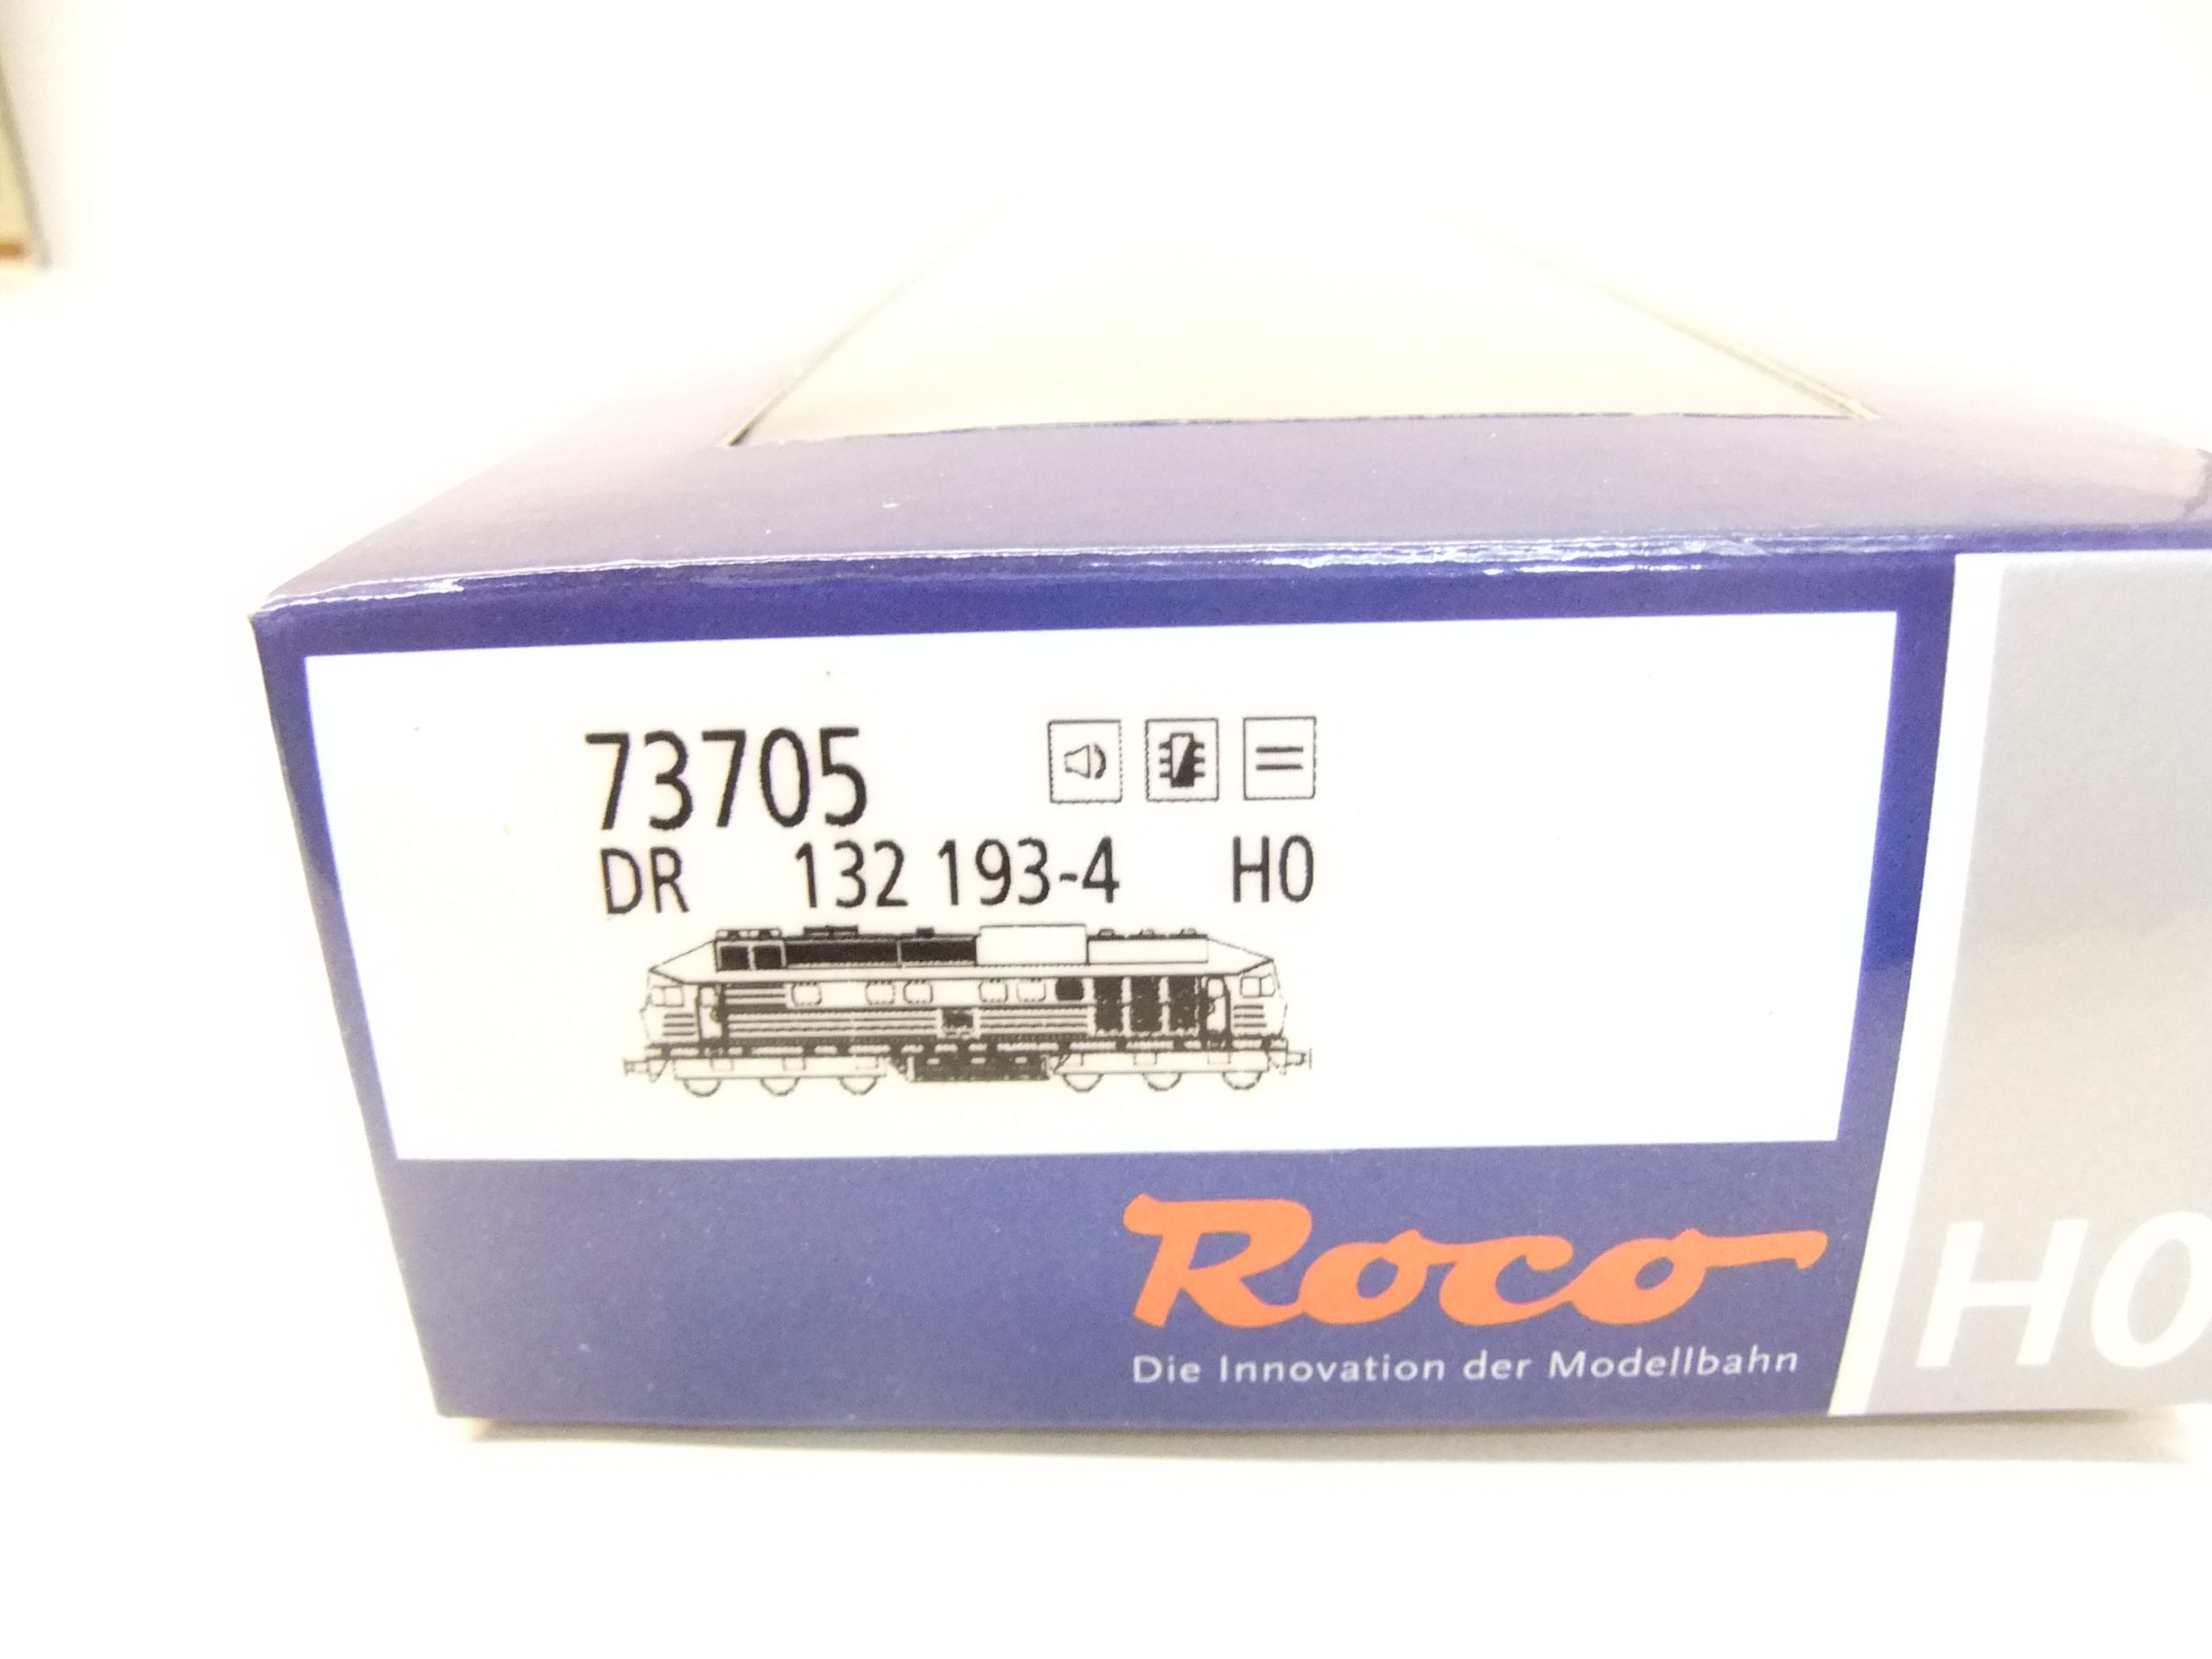 73705
DR 132 193-4 H0
Roco
Die Innovation der Modellbahn
H0